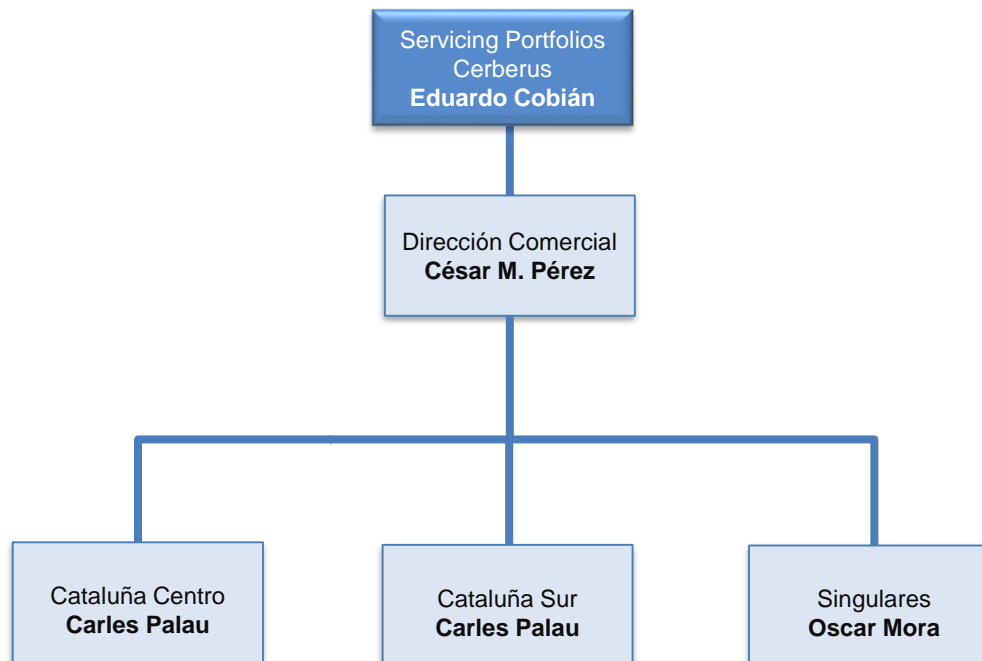 Servicing Portfolios
Cerberus
Eduardo Cobián
Dirección Comercial
César M. Pérez
Cataluña Centro
Carles Palau
Cataluña Sur
Carles Palau
Singulares
Oscar Mora